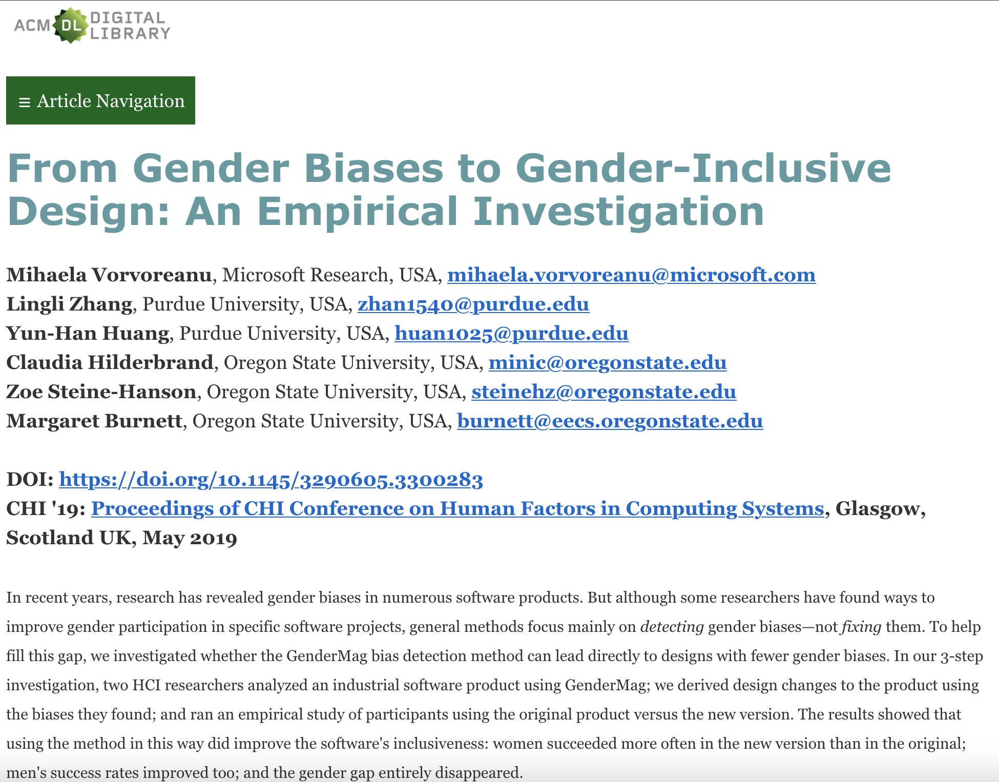 ACM DL DIGITAL LIBRARY
≡ Article Navigation
From Gender Biases to Gender-Inclusive
Design: An Empirical Investigation
Mihaela Vorvoreanu, Microsoft Research, USA, mihaela.vorvoreanu@microsoft.com
Lingli Zhang, Purdue University, USA, zhan1540@purdue.edu
Yun-Han Huang, Purdue University, USA, huan1025@purdue.edu
Claudia Hilderbrand, Oregon State University, USA, minic@oregonstate.edu
Zoe Steine-Hanson, Oregon State University, USA, steinehz@oregonstate.edu
Margaret Burnett, Oregon State University, USA, burnett@eecs.oregonstate.edu
DOI: https://doi.org/10.1145/3290605.3300283
CHI '19: Proceedings of CHI Conference on Human Factors in Computing Systems, Glasgow,
Scotland UK, May 2019
In recent years, research has revealed gender biases in numerous software products. But although some researchers have found ways to
improve gender participation in specific software projects, general methods focus mainly on detecting gender biases—not fixing them. To help
fill this gap, we investigated whether the GenderMag bias detection method can lead directly to designs with fewer gender biases. In our 3-step
investigation, two HCI researchers analyzed an industrial software product using GenderMag; we derived design changes to the product using
the biases they found; and ran an empirical study of participants using the original product versus the new version. The results showed that
using the method in this way did improve the software's inclusiveness: women succeeded more often in the new version than in the original;
men's success rates improved too; and the gender gap entirely disappeared.